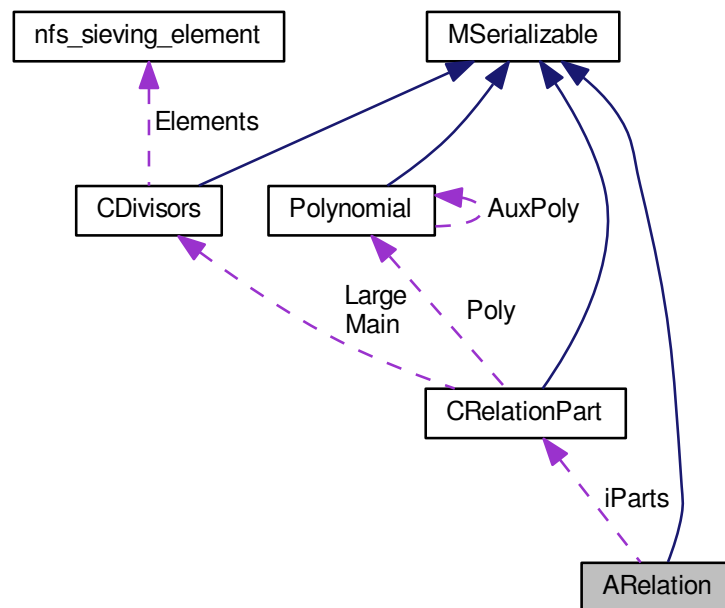 nfs_sieving_element
MSerializable
Elements
CDivisors
Polynomial
AuxPoly
Large
Main
Poly
CRelationPart
iParts
ARelation